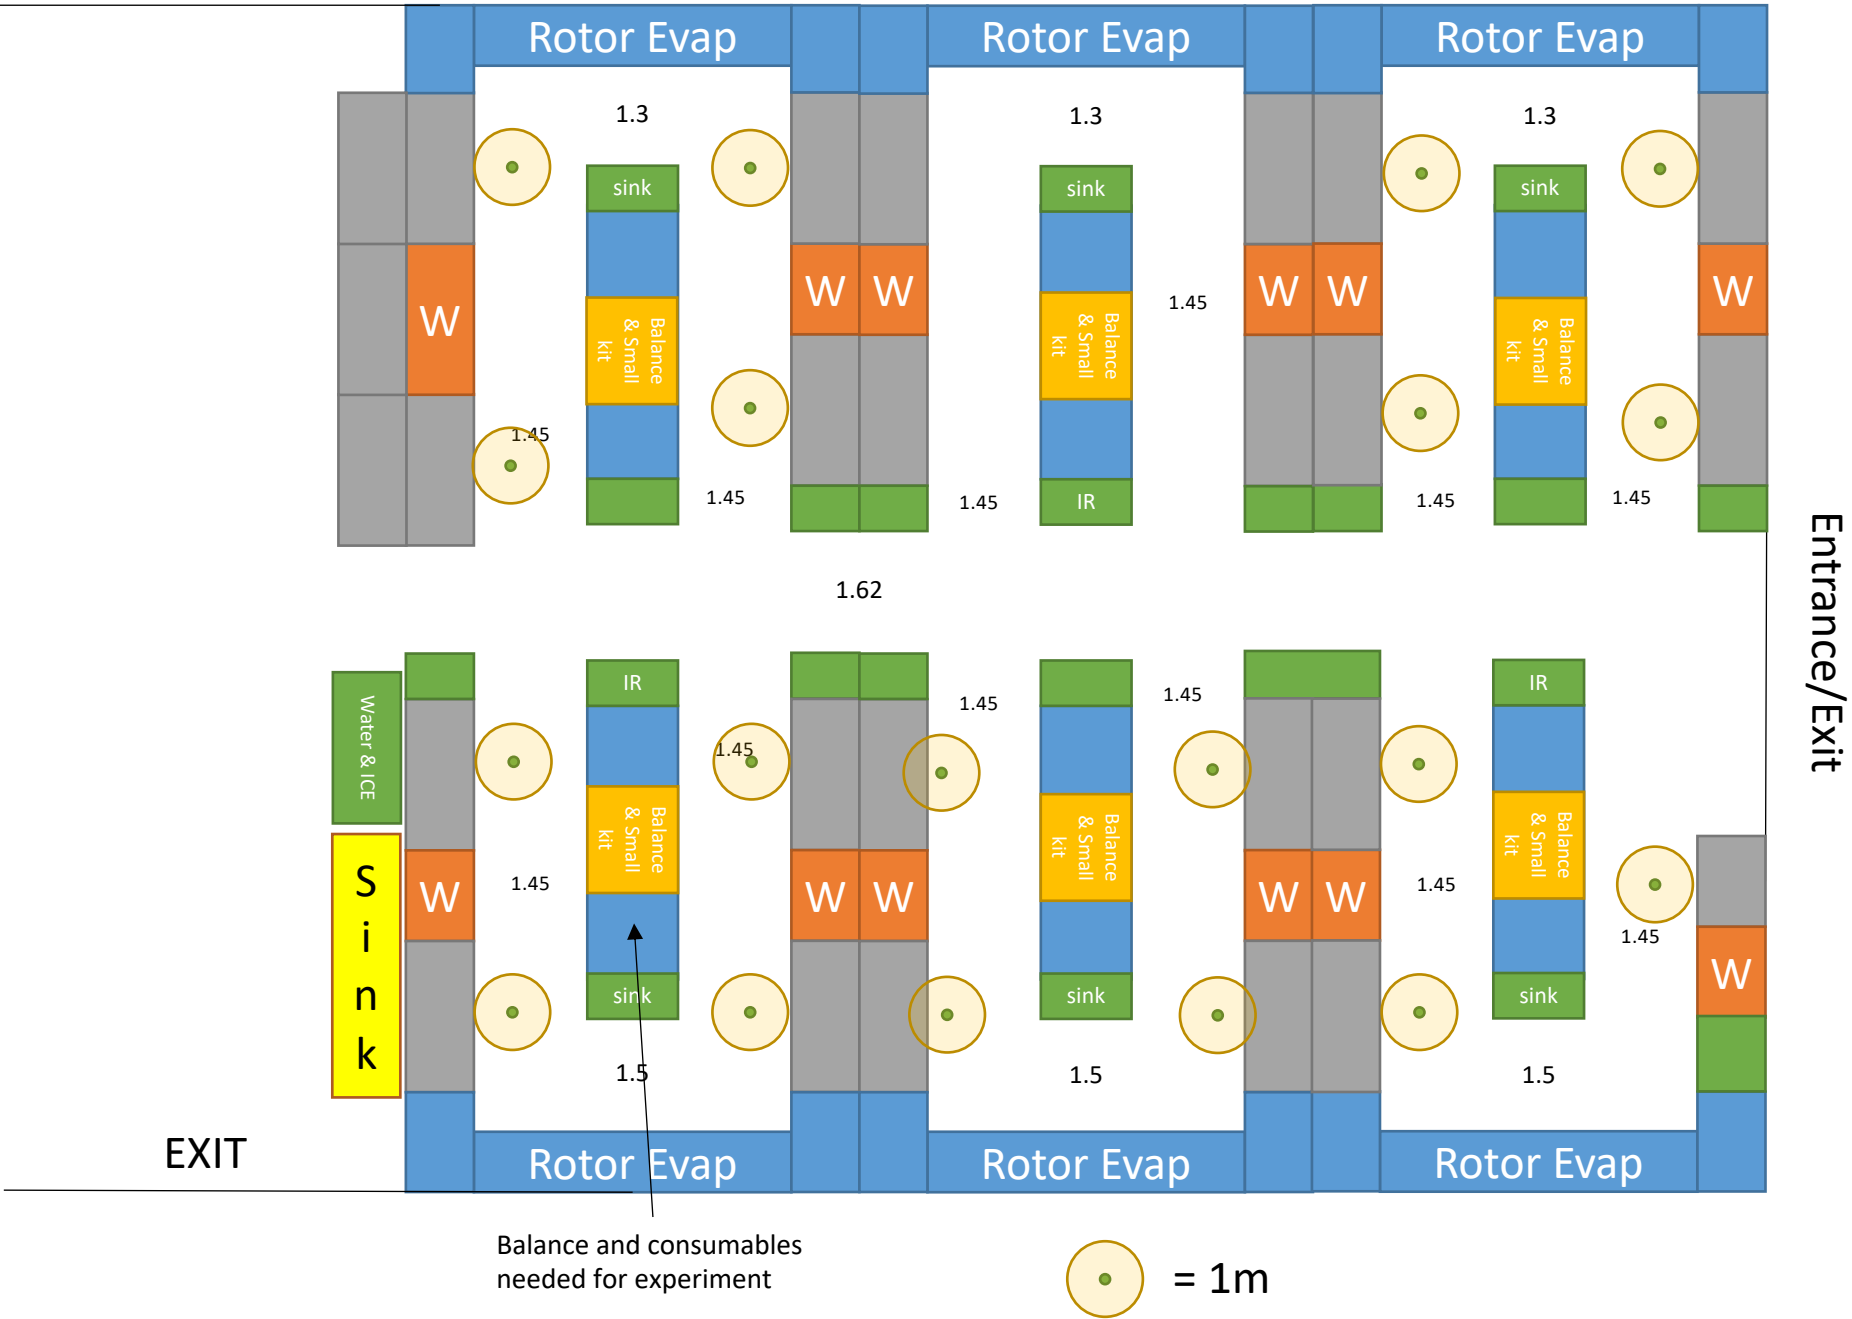 Rotor Evap
Rotor Evap
Rotor Evap
1.3
1.3
1.3
sink
sink
sink
W
W
W
W
W
W
1.45
Balance
& Small
kit
Balance
& Small
kit
Balance
& Small
kit
1.45
1.45
1.45
IR
1.45
1.45
Entrance/Exit
1.62
IR
1.45
1.45
IR
Water & ICE
1.45
Balance
& Small
kit
Balance
& Small
kit
Balance
& Small
kit
Sink
W
1.45
W
W
W
W
1.45
1.45
W
sink
sink
sink
1.5
1.5
1.5
EXIT
Rotor Evap
Rotor Evap
Rotor Evap
Balance and consumables
needed for experiment
= 1m